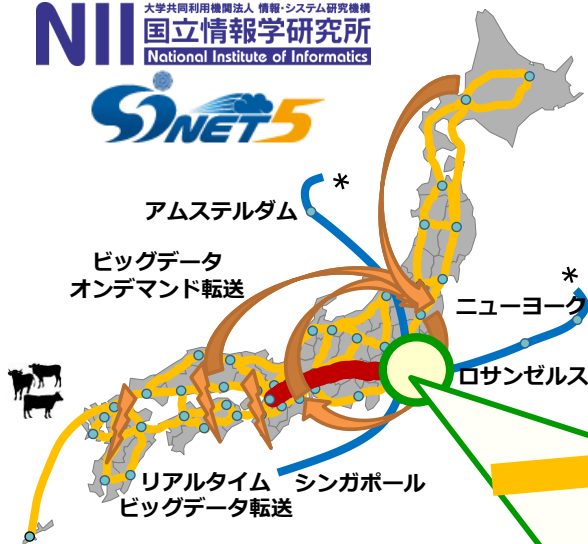 NII
大学共同利用機関法人 情報・システム研究機構
国立情報学研究所
National Institute of Informatics
SINET5
*
アムステルダム
ビッグデータ
オンデマンド転送
*
ニューヨーク
ロサンゼルス
リアルタイム
ビッグデータ転送
シンガポール